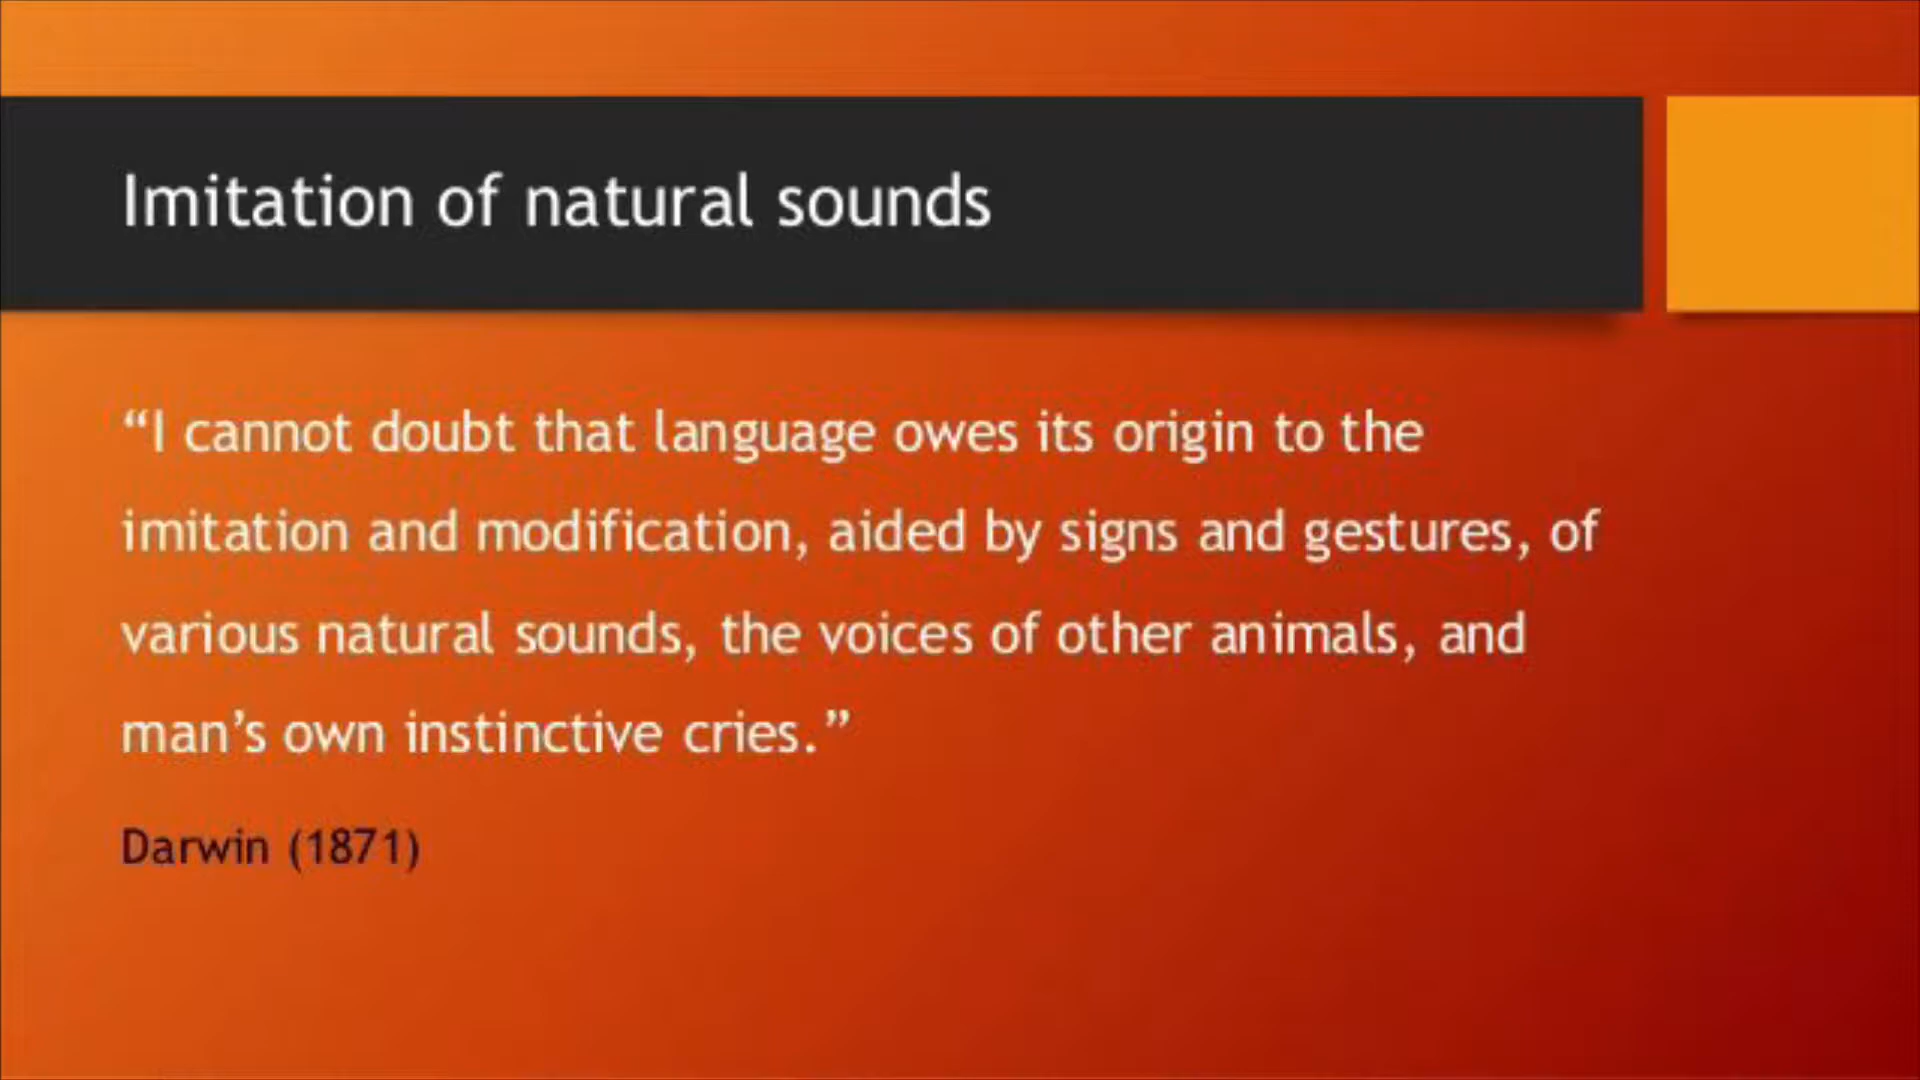 Imitation of natural sounds
“I cannot doubt that language owes its origin to the
imitation and modification, aided by signs and gestures, of
various natural sounds, the voices of other animals, and
man’s own instinctive cries.”
Darwin (1871)